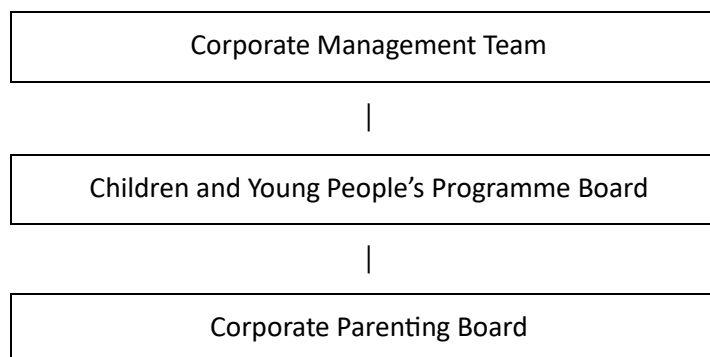 Corporate Management Team
|
Children and Young People’s Programme Board
|
Corporate Parenting Board